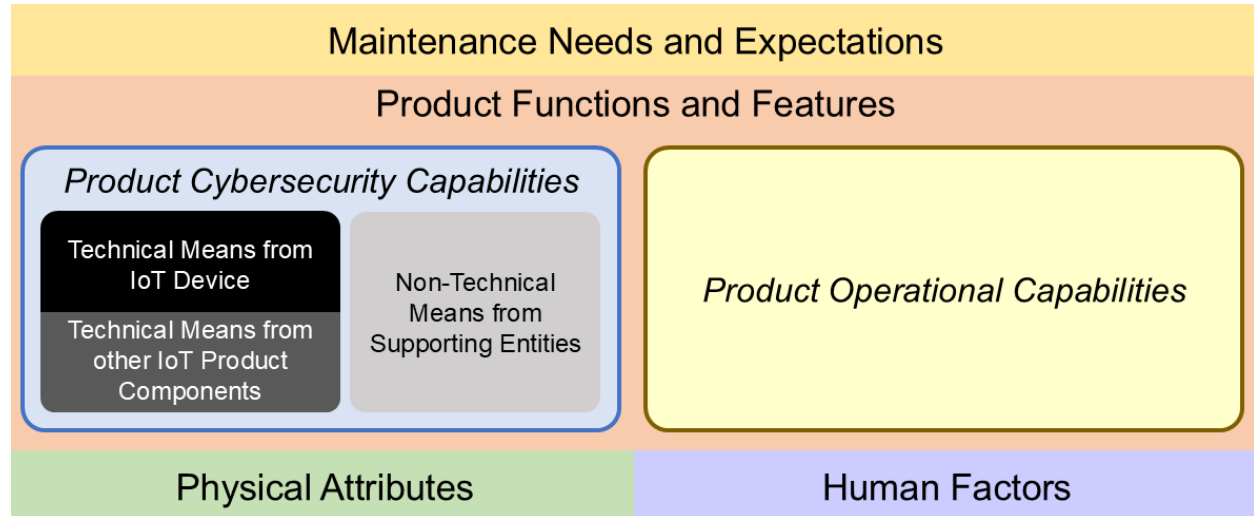 Maintenance Needs and Expectations
Product Functions and Features
Product Cybersecurity Capabilities
Technical Means from
IoT Device
Technical Means from
other IoT Product
Components
Non-Technical
Means from
Supporting Entities
Product Operational Capabilities
Physical Attributes
Human Factors